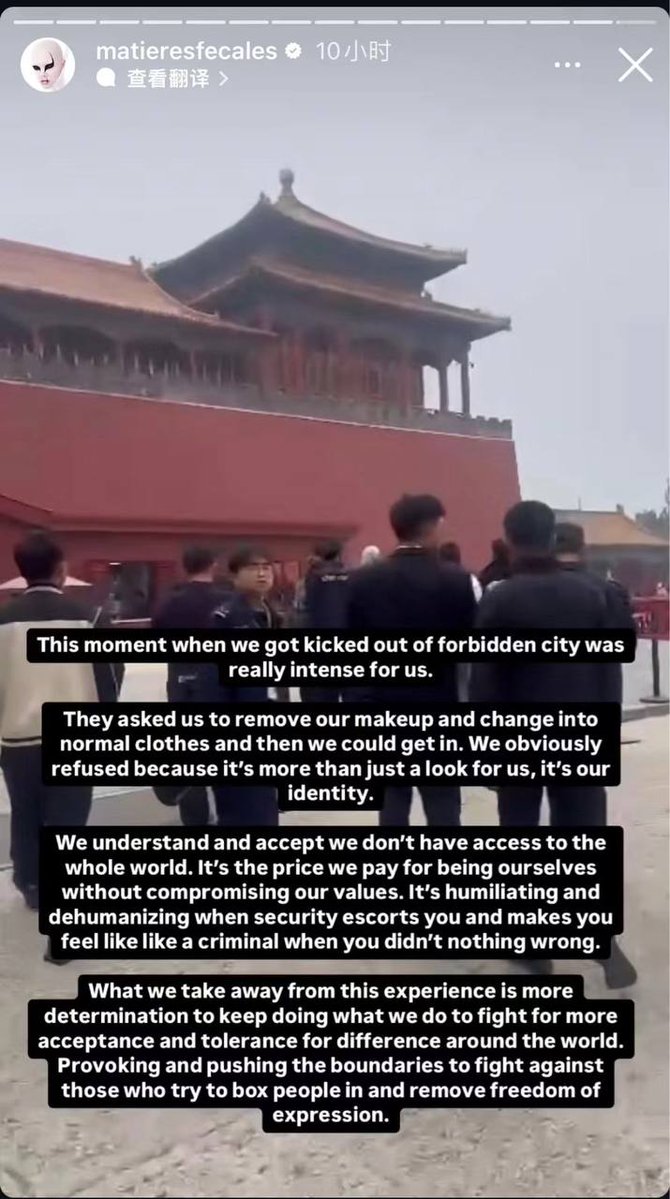 matieresfecales 10小时
查看翻译
This moment when we got kicked out of forbidden city was
really intense for us.
They asked us to remove our makeup and change into
normal clothes and then we could get in. We obviously
refused because it’s more than just a look for us, it’s our
identity.
We understand and accept we don’t have access to the
whole world. It’s the price we pay for being ourselves
without compromising our values. It’s humiliating and
dehumanizing when security escorts you and makes you
feel like like a criminal when you didn’t nothing wrong.
What we take away from this experience is more
determination to keep doing what we do to fight for more
acceptance and tolerance for difference around the world.
Provoking and pushing the boundaries to fight against
those who try to box people in and remove freedom of
expression.